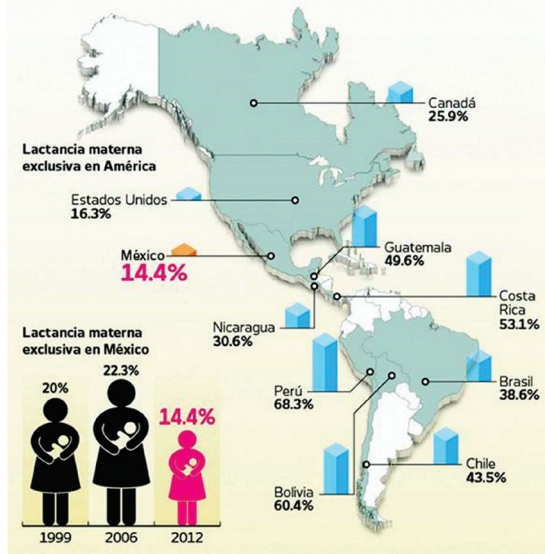 Canadá
25.9%
Lactancia materna
exclusiva en América
Estados Unidos
16.3%
Guatemala
49.6%
México
14.4%
Costa
Rica
53.1%
Nicaragua
30.6%
Lactancia materna
exclusiva en México
20%
22.3%
14.4%
1999
2006
2012
Perú
68.3%
Brasil
38.6%
Chile
43.5%
Bolivia
60.4%